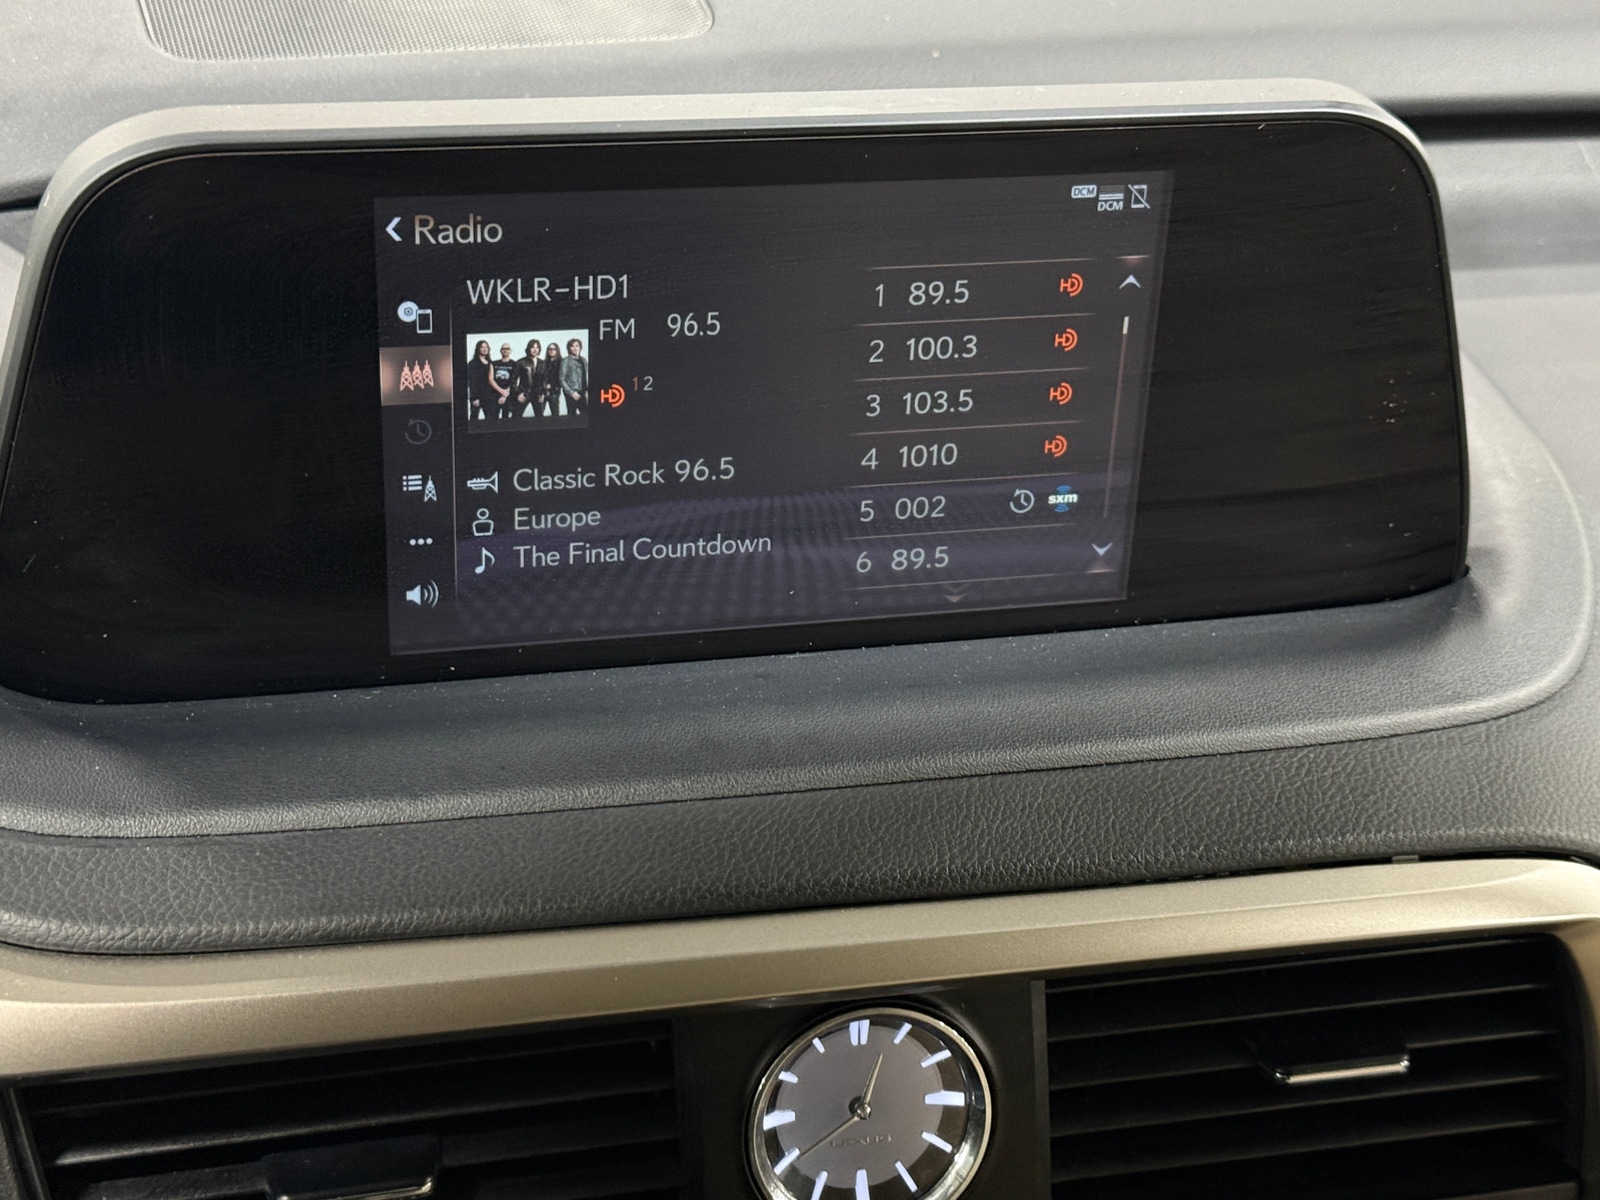 DCM
DCM
Radio
WKLR-HD1
FM 96.5
HD 1 2
Classic Rock 96.5
Europe
The Final Countdown
1 89.5 HD
2 100.3 HD
3 103.5 HD
4 1010 HD
5 002 sxm
6 89.5
LEXUS